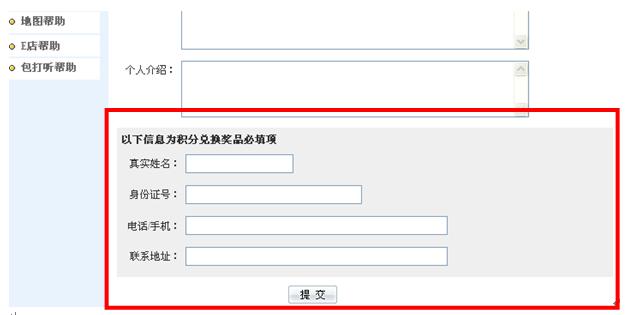 地图帮助
E店帮助
包打听帮助
个人介绍：
以下信息为积分兑换奖品必填项
真实姓名：
身份证号：
电话/手机：
联系地址：
提 交